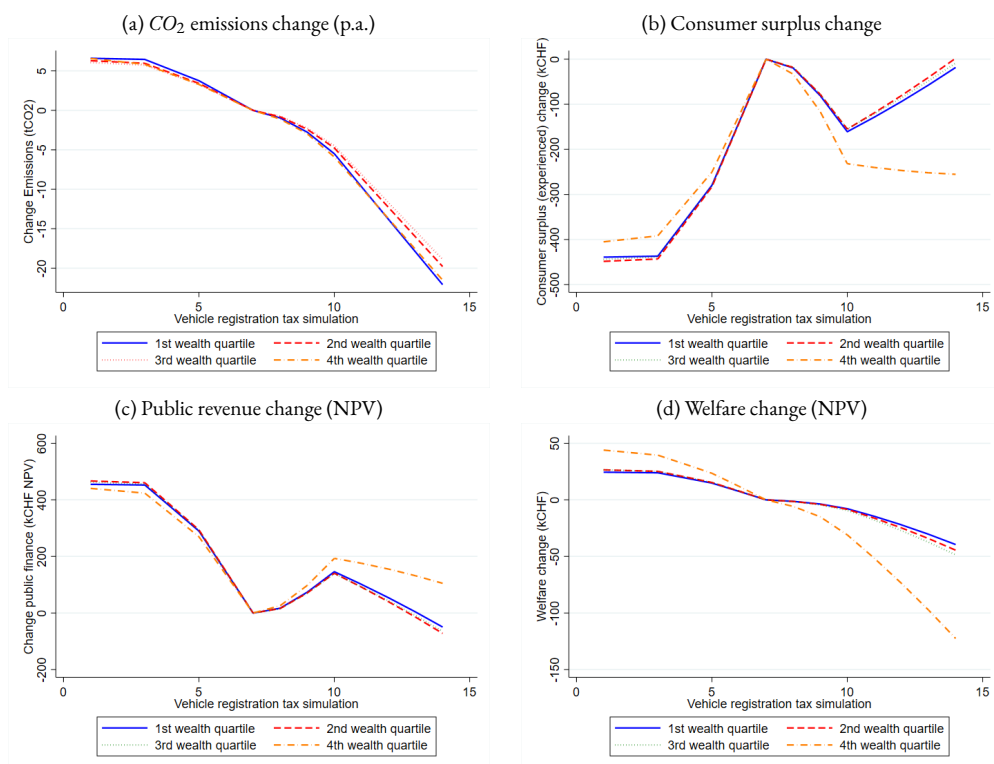 (a) CO2 emissions change (p.a.)
Change Emissions (tCO2)
5
0
-5
-10
-15
-20
0 5 10 15
Vehicle registration tax simulation
1st wealth quartile 2nd wealth quartile
3rd wealth quartile 4th wealth quartile
(b) Consumer surplus change
Consumer surplus (experienced) change (kCHF)
0
-100
-200
-300
-400
-500
0 5 10 15
Vehicle registration tax simulation
1st wealth quartile 2nd wealth quartile
3rd wealth quartile 4th wealth quartile
(c) Public revenue change (NPV)
Change public finance (kCHF NPV)
600
400
200
0
-200
0 5 10 15
Vehicle registration tax simulation
1st wealth quartile 2nd wealth quartile
3rd wealth quartile 4th wealth quartile
(d) Welfare change (NPV)
Welfare change (kCHF)
50
0
-50
-100
-150
0 5 10 15
Vehicle registration tax simulation
1st wealth quartile 2nd wealth quartile
3rd wealth quartile 4th wealth quartile